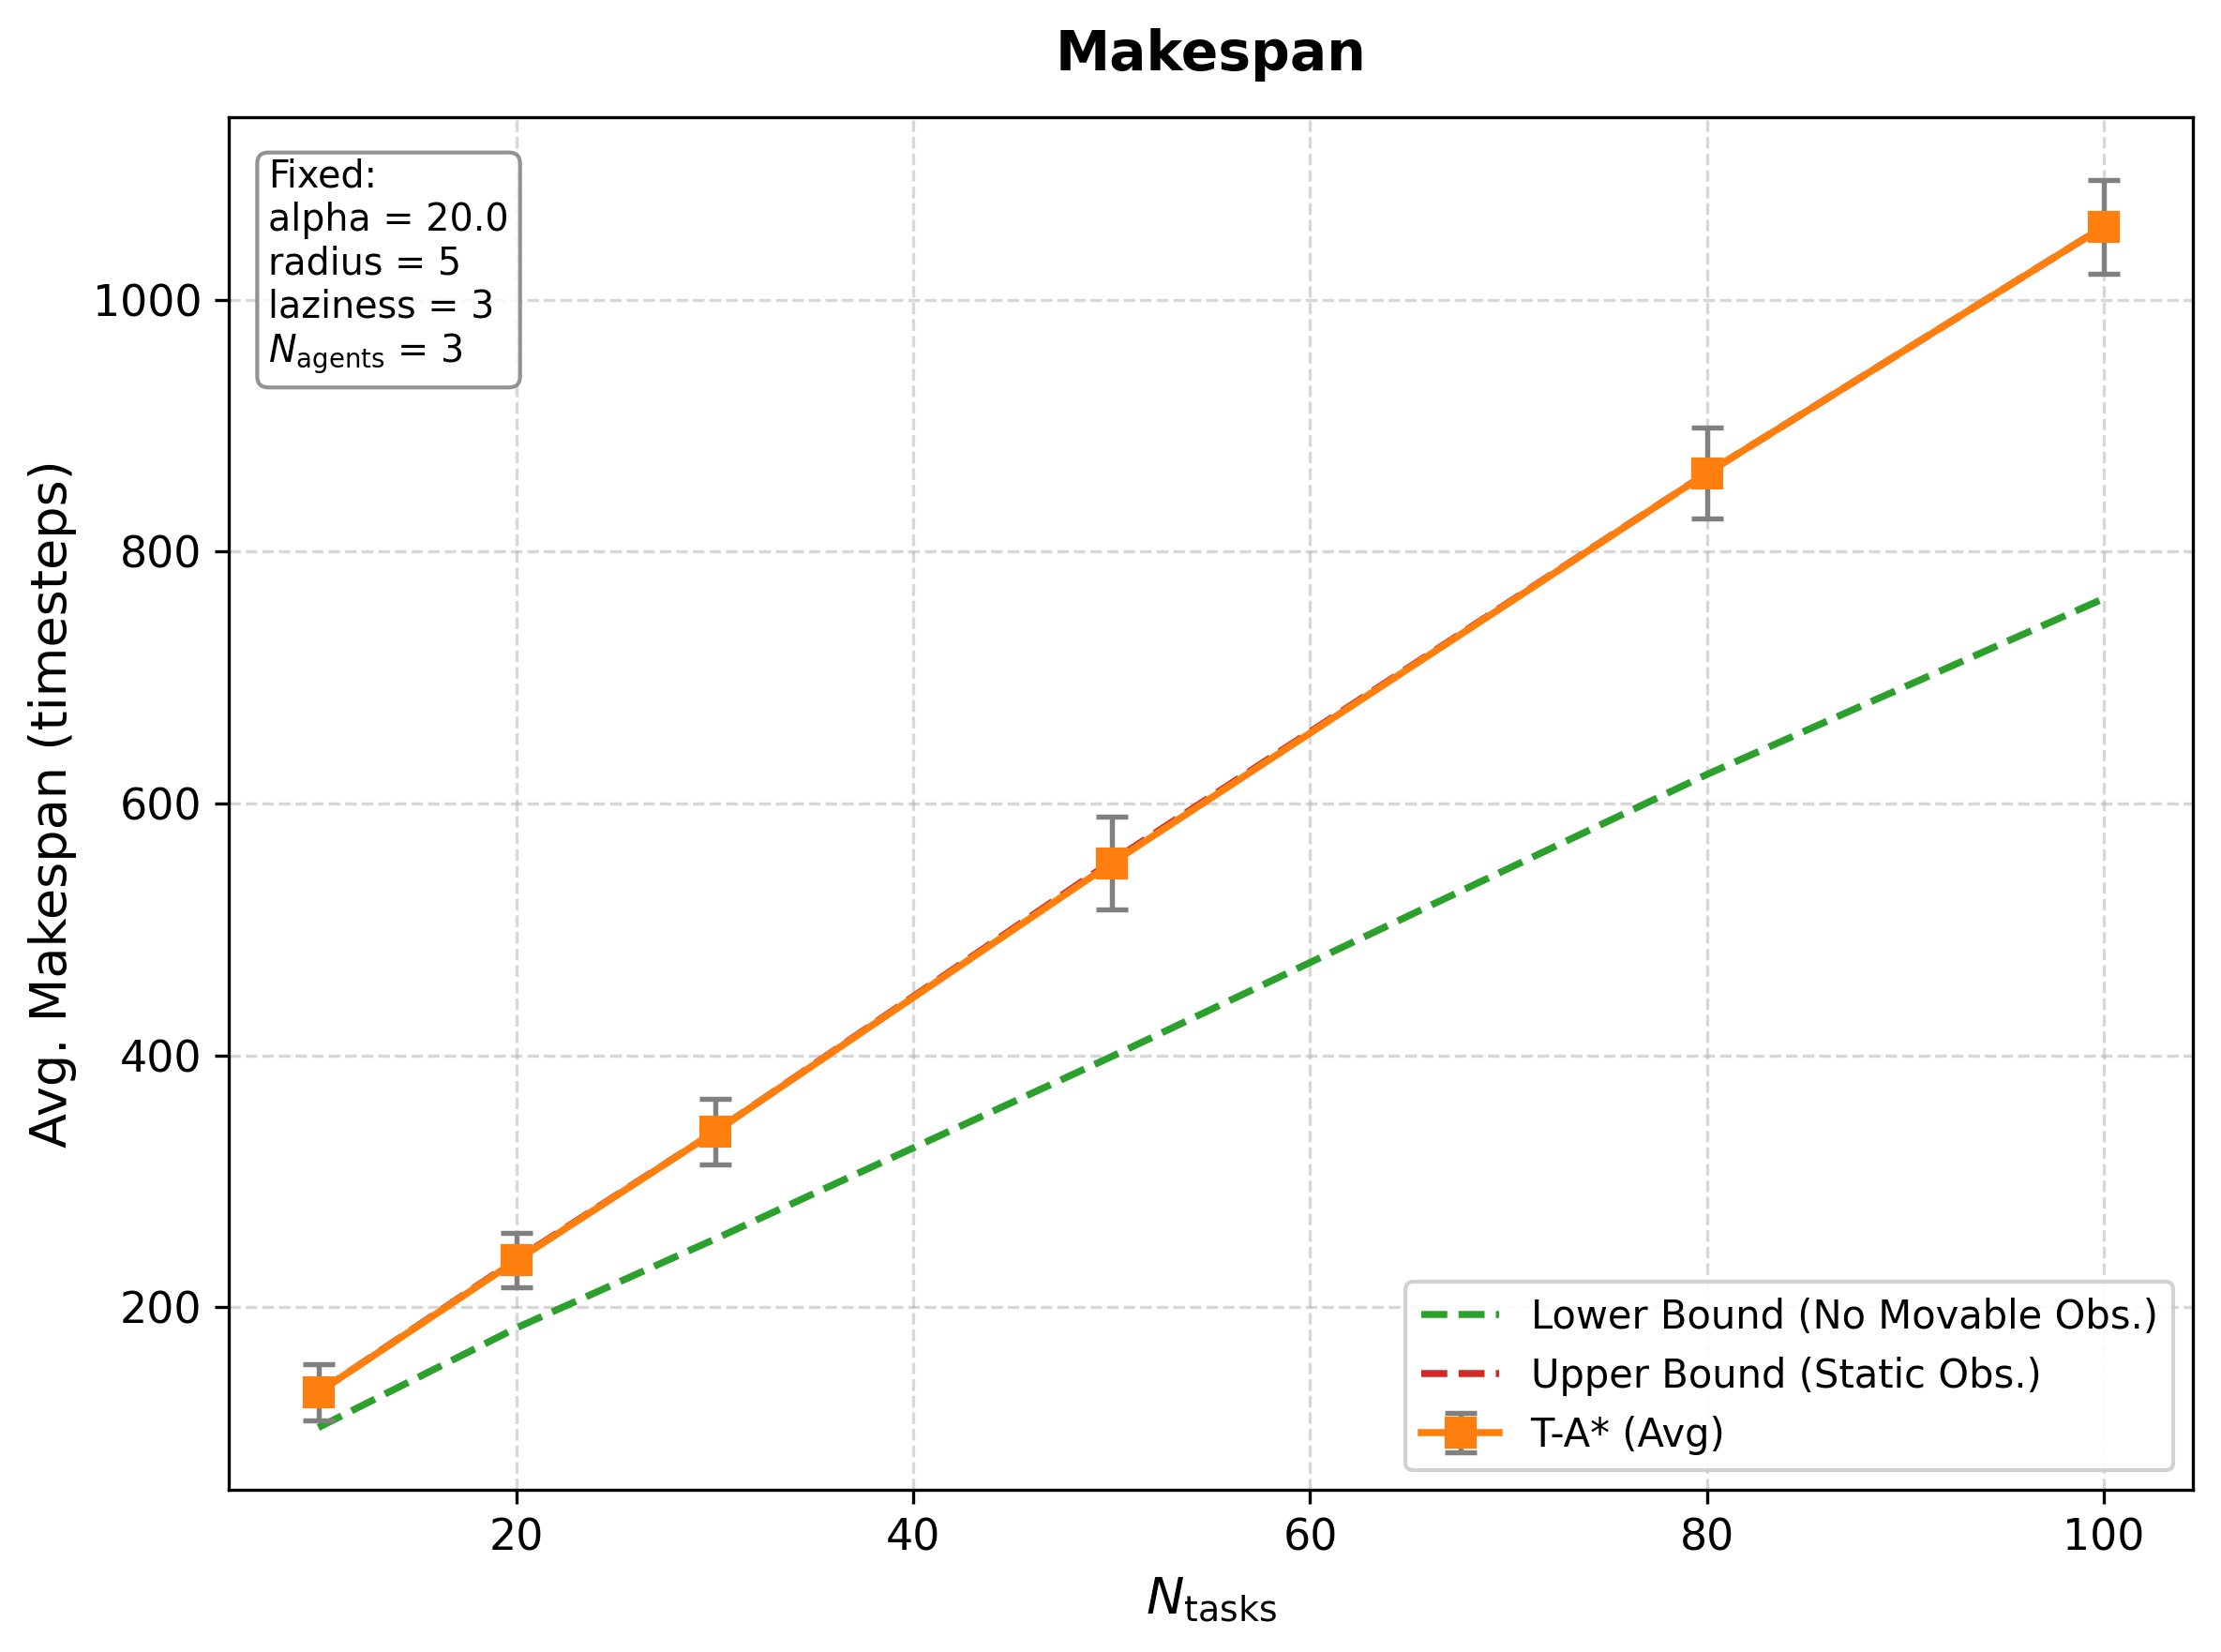 Makespan
Fixed:
alpha = 20.0
radius = 5
laziness = 3
N_agents = 3
Avg. Makespan (timesteps)
1000
800
600
400
200
20 40 60 80 100
N_tasks
Lower Bound (No Movable Obs.)
Upper Bound (Static Obs.)
T-A* (Avg)